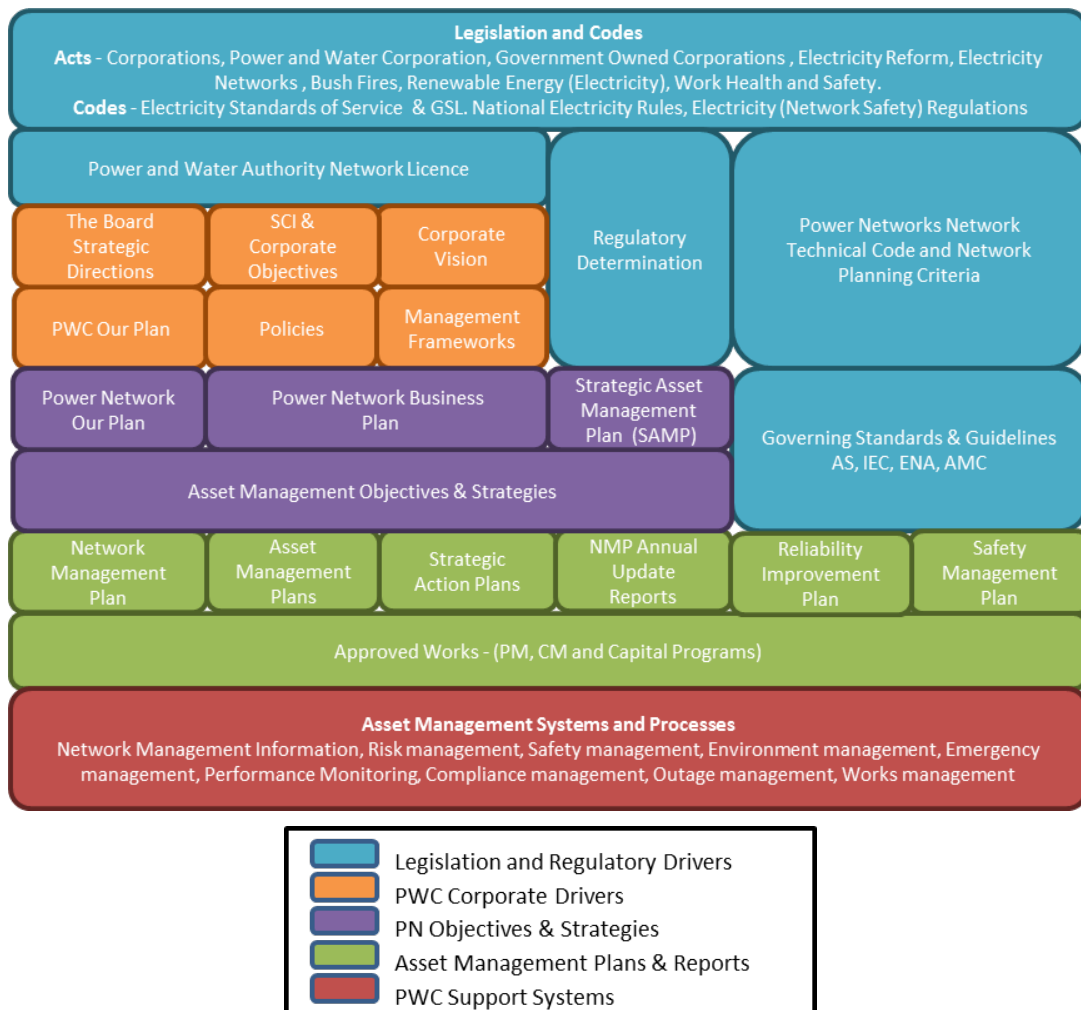 Legislation and Codes
Acts - Corporations, Power and Water Corporation, Government Owned Corporations , Electricity Reform, Electricity
Networks , Bush Fires, Renewable Energy (Electricity), Work Health and Safety.
Codes - Electricity Standards of Service & GSL. National Electricity Rules, Electricity (Network Safety) Regulations
Power and Water Authority Network Licence
Regulatory
Determination
Power Networks Network
Technical Code and Network
Planning Criteria
The Board
Strategic
Directions
SCI &
Corporate
Objectives
Corporate
Vision
PWC Our Plan
Policies
Management
Frameworks
Power Network
Our Plan
Power Network Business
Plan
Strategic Asset
Management
Plan (SAMP)
Governing Standards & Guidelines
AS, IEC, ENA, AMC
Asset Management Objectives & Strategies
Network
Management
Plan
Asset
Management
Plans
Strategic
Action Plans
NMP Annual
Update
Reports
Reliability
Improvement
Plan
Safety
Management
Plan
Approved Works - (PM, CM and Capital Programs)
Asset Management Systems and Processes
Network Management Information, Risk management, Safety management, Environment management, Emergency
management, Performance Monitoring, Compliance management, Outage management, Works management
Legislation and Regulatory Drivers
PWC Corporate Drivers
PN Objectives & Strategies
Asset Management Plans & Reports
PWC Support Systems